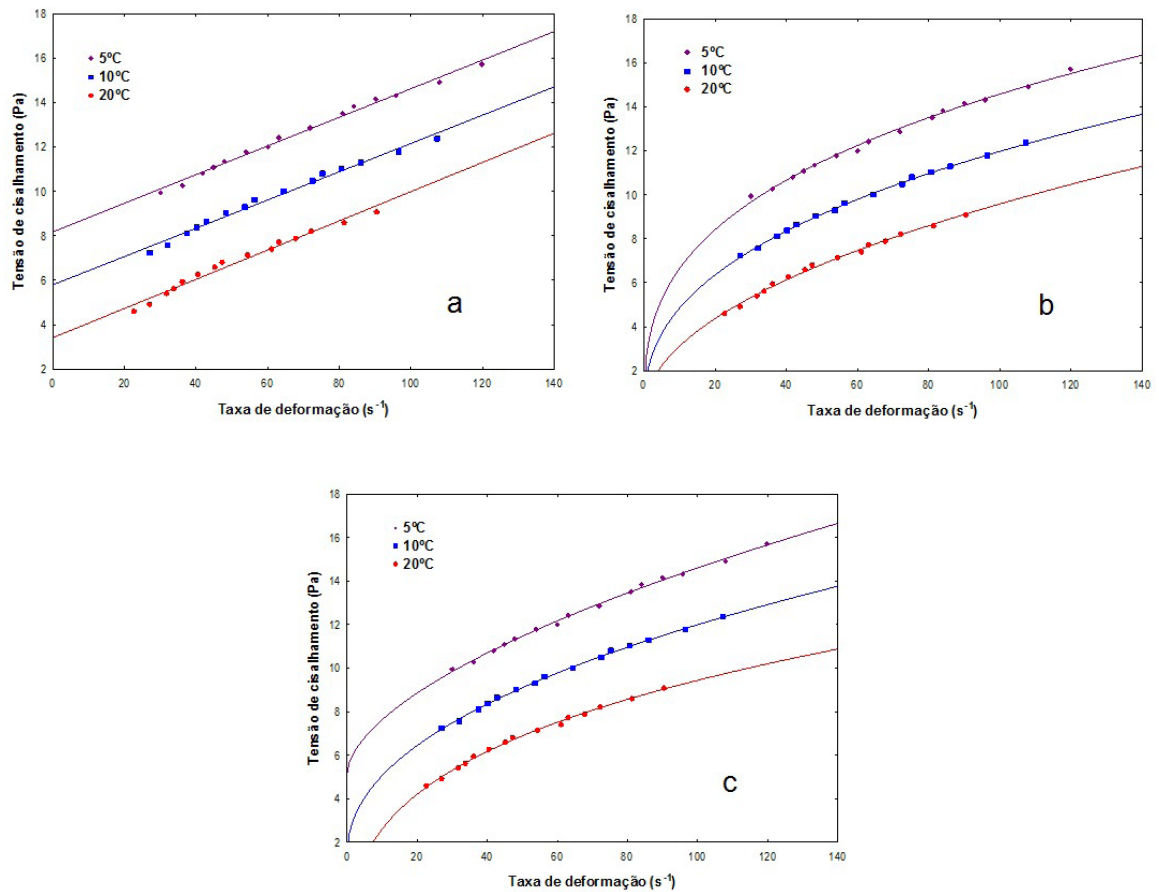 18
16
14
12
10
8
6
4
2
Tensão de cisalhamento (Pa)
5ºC
10ºC
20ºC
a
0 20 40 60 80 100 120 140
Taxa de deformação (s⁻¹)
18
16
14
12
10
8
6
4
2
Tensão de cisalhamento (Pa)
5ºC
10ºC
20ºC
b
0 20 40 60 80 100 120 140
Taxa de deformação (s⁻¹)
18
16
14
12
10
8
6
4
2
Tensão de cisalhamento (Pa)
5ºC
10ºC
20ºC
c
0 20 40 60 80 100 120 140
Taxa de deformação (s⁻¹)